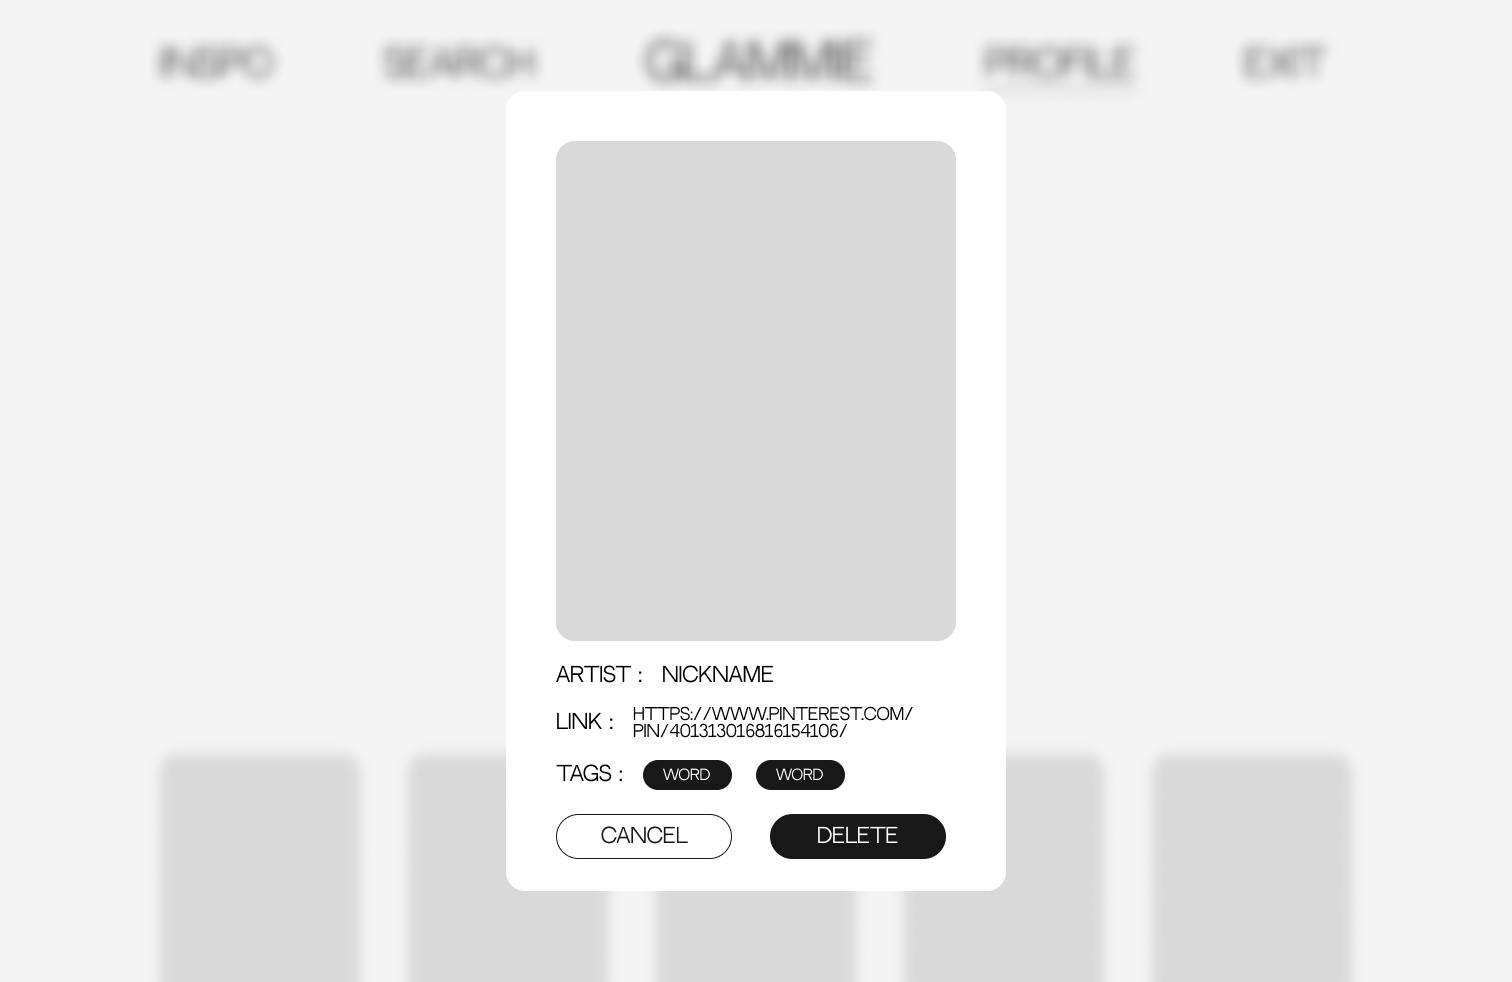 INSPO SEARCH GLAMMIE PROFILE EXIT
ARTIST : NICKNAME
LINK : HTTPS://WWW.PINTEREST.COM/
PIN/401313016816154106/
TAGS : WORD WORD
CANCEL DELETE